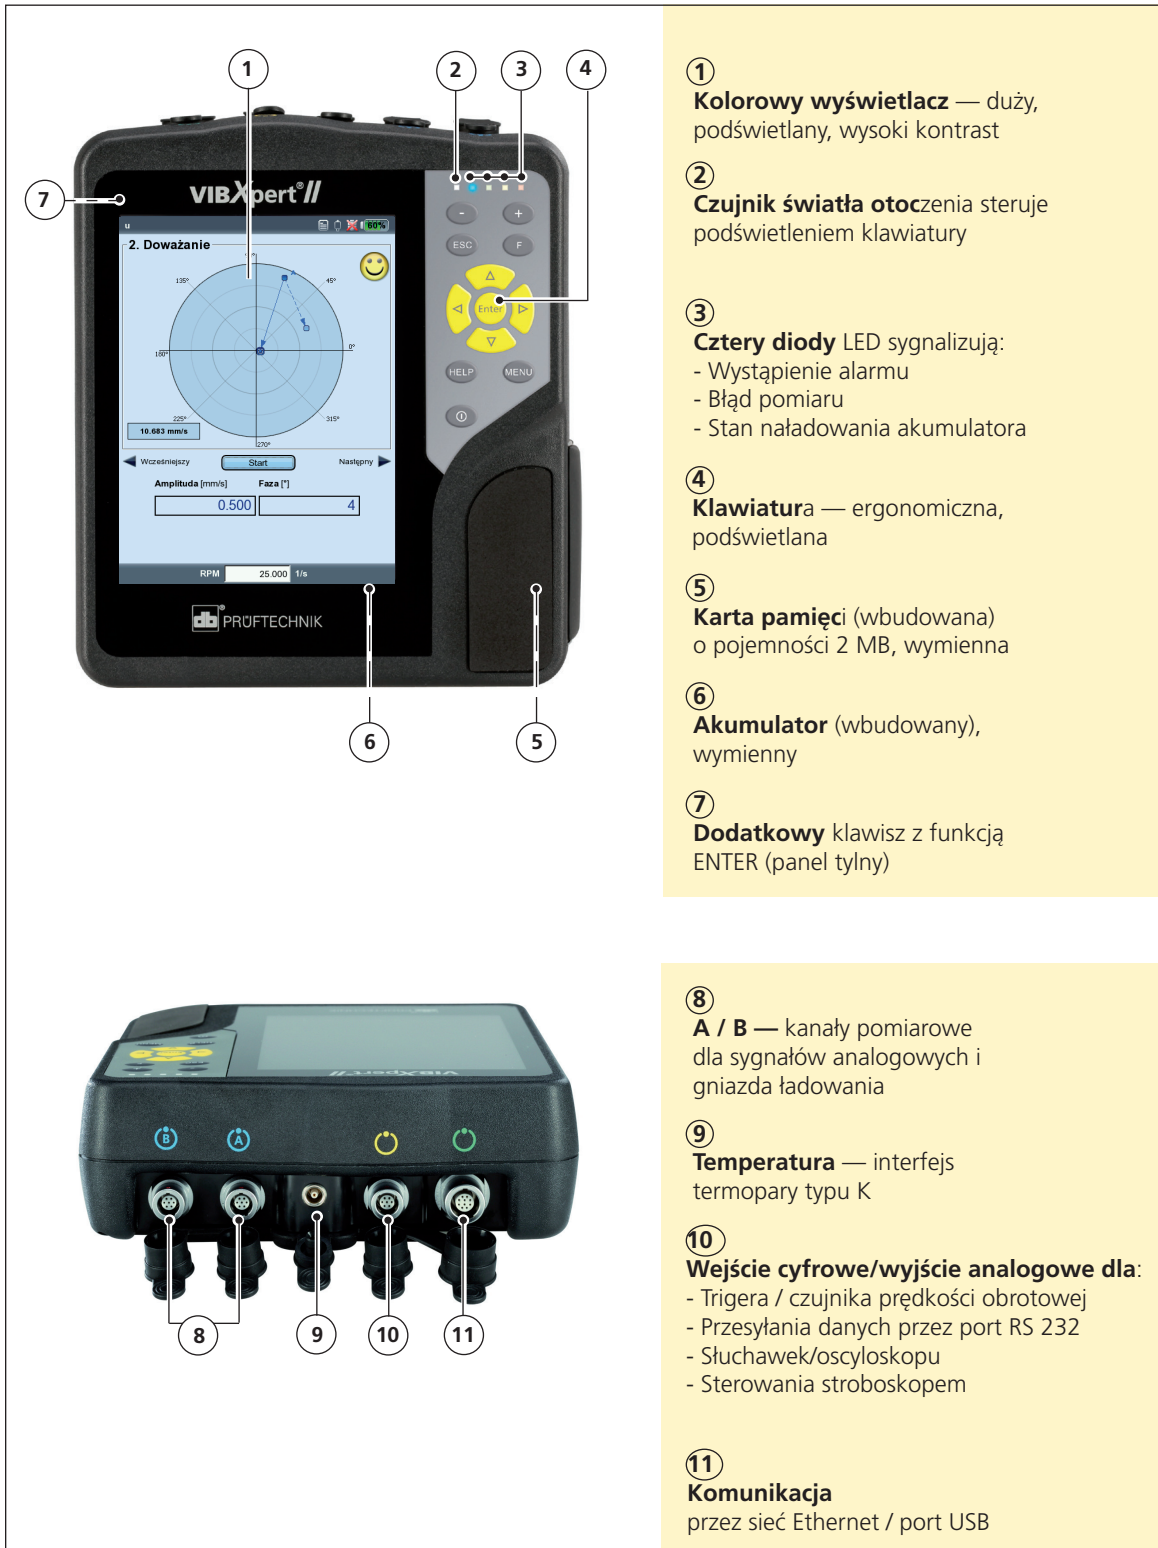 1
2
3
4
7
VIBXpert® II
u
60%
2. Doważanie
90°
A
135°
45°
180°
0°
225°
315°
270°
10.683 mm/s
Wcześniejszy
Start
Następny
Amplituda [mm/s]
Faza [°]
0.500
4
RPM
25.000
1/s
PRÜFTECHNIK
-
+
ESC
F
Enter
HELP
MENU
6
5
1
Kolorowy wyświetlacz — duży,
podświetlany, wysoki kontrast
2
Czujnik światła otoczenia steruje
podświetleniem klawiatury
3
Cztery diody LED sygnalizują:
- Wystąpienie alarmu
- Błąd pomiaru
- Stan naładowania akumulatora
4
Klawiatura — ergonomiczna,
podświetlana
5
Karta pamięci (wbudowana)
o pojemności 2 MB, wymienna
6
Akumulator (wbudowany),
wymienny
7
Dodatkowy klawisz z funkcją
ENTER (panel tylny)
VIBXpert® II
B
A
8
9
10
11
8
A / B — kanały pomiarowe
dla sygnałów analogowych i
gniazda ładowania
9
Temperatura — interfejs
termopary typu K
10
Wejście cyfrowe/wyjście analogowe dla:
- Trigera / czujnika prędkości obrotowej
- Przesyłania danych przez port RS 232
- Słuchawek/oscyloskopu
- Sterowania stroboskopem
11
Komunikacja
przez sieć Ethernet / port USB